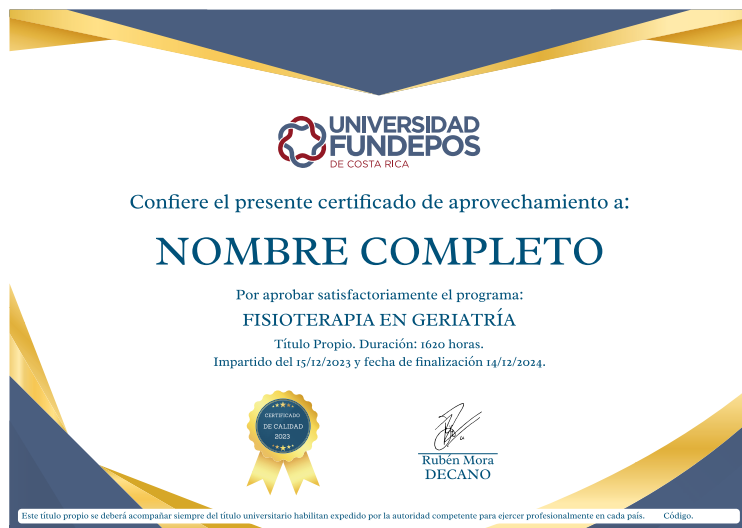 UNIVERSIDAD
FUNDEPOS
DE COSTA RICA
Confiere el presente certificado de aprovechamiento a:
NOMBRE COMPLETO
Por aprobar satisfactoriamente el programa:
FISIOTERAPIA EN GERIATRÍA
Título Propio. Duración: 1620 horas.
Impartido del 15/12/2023 y fecha de finalización 14/12/2024.
CERTIFICADO
DE CALIDAD
2023
Rubén Mora
DECANO
Este título propio se deberá acompañar siempre del título universitario habilitan expedido por la autoridad competente para ejercer profesionalmente en cada país. Código.